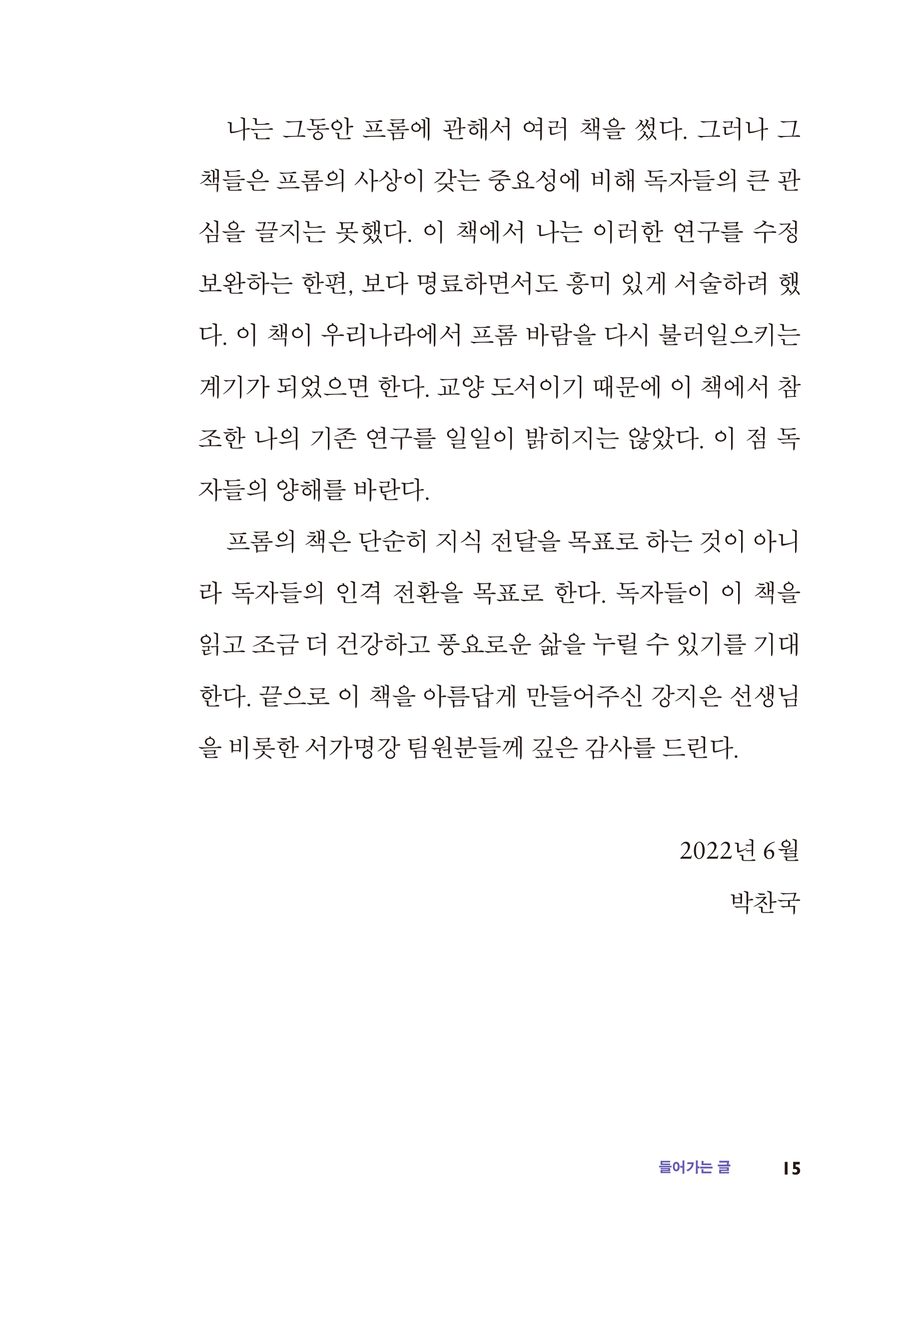 나는 그동안 프롬에 관해서 여러 책을 썼다. 그러나 그
책들은 프롬의 사상이 갖는 중요성에 비해 독자들의 큰 관
심을 끌지는 못했다. 이 책에서 나는 이러한 연구를 수정
보완하는 한편, 보다 명료하면서도 흥미 있게 서술하려 했
다. 이 책이 우리나라에서 프롬 바람을 다시 불러일으키는
계기가 되었으면 한다. 교양 도서이기 때문에 이 책에서 참
조한 나의 기존 연구를 일일이 밝히지는 않았다. 이 점 독
자들의 양해를 바란다.
프롬의 책은 단순히 지식 전달을 목표로 하는 것이 아니
라 독자들의 인격 전환을 목표로 한다. 독자들이 이 책을
읽고 조금 더 건강하고 풍요로운 삶을 누릴 수 있기를 기대
한다. 끝으로 이 책을 아름답게 만들어주신 강지은 선생님
을 비롯한 서가명강 팀원분들께 깊은 감사를 드린다.
2022년 6월
박찬국
들어가는 글 15